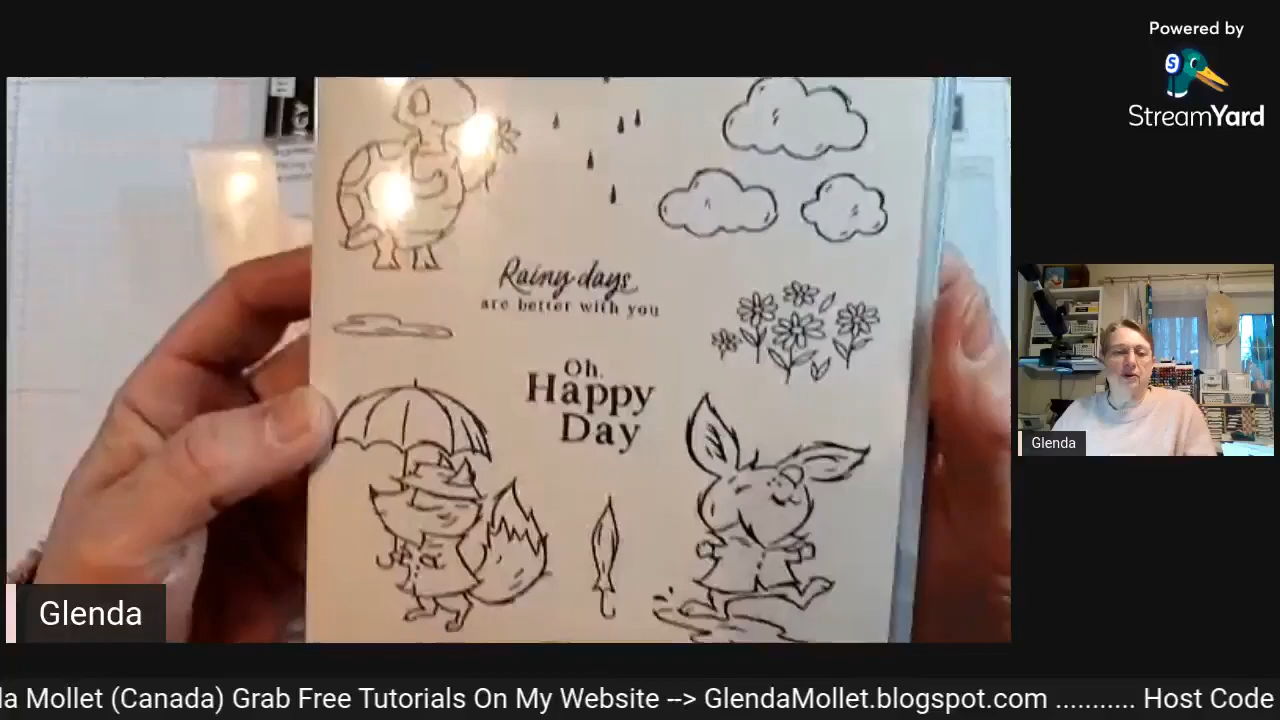 Powered by
StreamYard
Rainy days
are better with you
Oh,
Happy
Day
Glenda
Glenda
Mollet (Canada) Grab Free Tutorials On My Website --> GlendaMollet.blogspot.com ........... Host Code